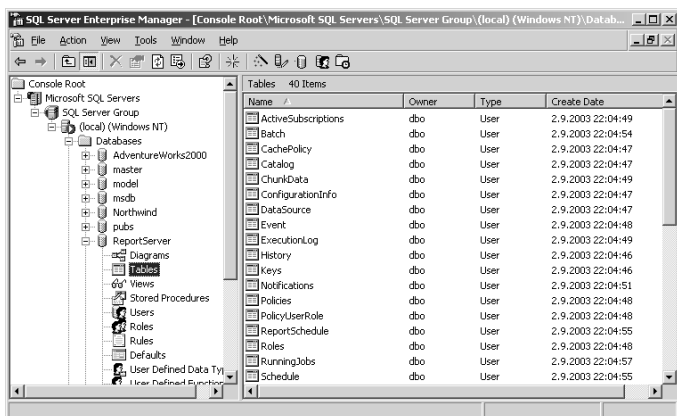 SQL Server Enterprise Manager - [Console Root\Microsoft SQL Servers\SQL Server Group\(local) (Windows NT)\Datab...
File Action View Tools Window Help
Console Root
Microsoft SQL Servers
SQL Server Group
(local) (Windows NT)
Databases
AdventureWorks2000
master
model
msdb
Northwind
pubs
ReportServer
Diagrams
Tables
Views
Stored Procedures
Users
Roles
Rules
Defaults
User Defined Data Ty
User Defined Function
Tables 40 Items
Name Owner Type Create Date
ActiveSubscriptions dbo User 2.9.2003 22:04:49
Batch dbo User 2.9.2003 22:04:54
CachePolicy dbo User 2.9.2003 22:04:47
Catalog dbo User 2.9.2003 22:04:47
ChunkData dbo User 2.9.2003 22:04:49
ConfigurationInfo dbo User 2.9.2003 22:04:47
DataSource dbo User 2.9.2003 22:04:47
Event dbo User 2.9.2003 22:04:48
ExecutionLog dbo User 2.9.2003 22:04:49
History dbo User 2.9.2003 22:04:46
Keys dbo User 2.9.2003 22:04:46
Notifications dbo User 2.9.2003 22:04:51
Policies dbo User 2.9.2003 22:04:48
PolicyUserRole dbo User 2.9.2003 22:04:48
ReportSchedule dbo User 2.9.2003 22:04:55
Roles dbo User 2.9.2003 22:04:48
RunningJobs dbo User 2.9.2003 22:04:57
Schedule dbo User 2.9.2003 22:04:55